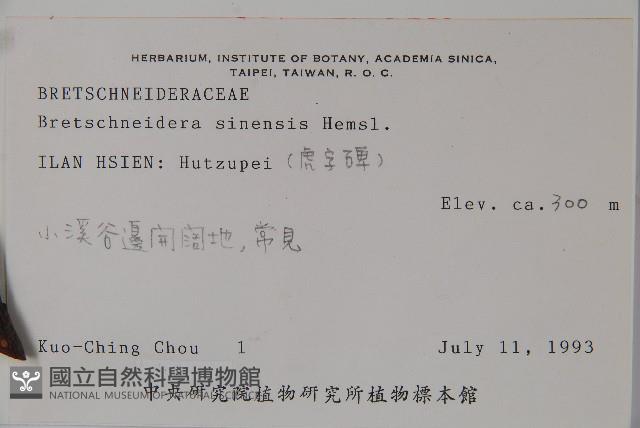 HERBARIUM, INSTITUTE OF BOTANY, ACADEMIA SINICA,
TAIPEI, TAIWAN, R. O. C.
BRETSCHNEIDERACEAE
Bretschneidera sinensis Hemsl.
ILAN HSIEN: Hutzupei (虎字碑)
Elev. ca. 300 m
小溪谷邊開闊地,常見
Kuo-Ching Chou 1 July 11, 1993
國立自然科學博物館
NATIONAL MUSEUM OF NATURAL SCIENCE
中央研究院植物研究所植物標本館